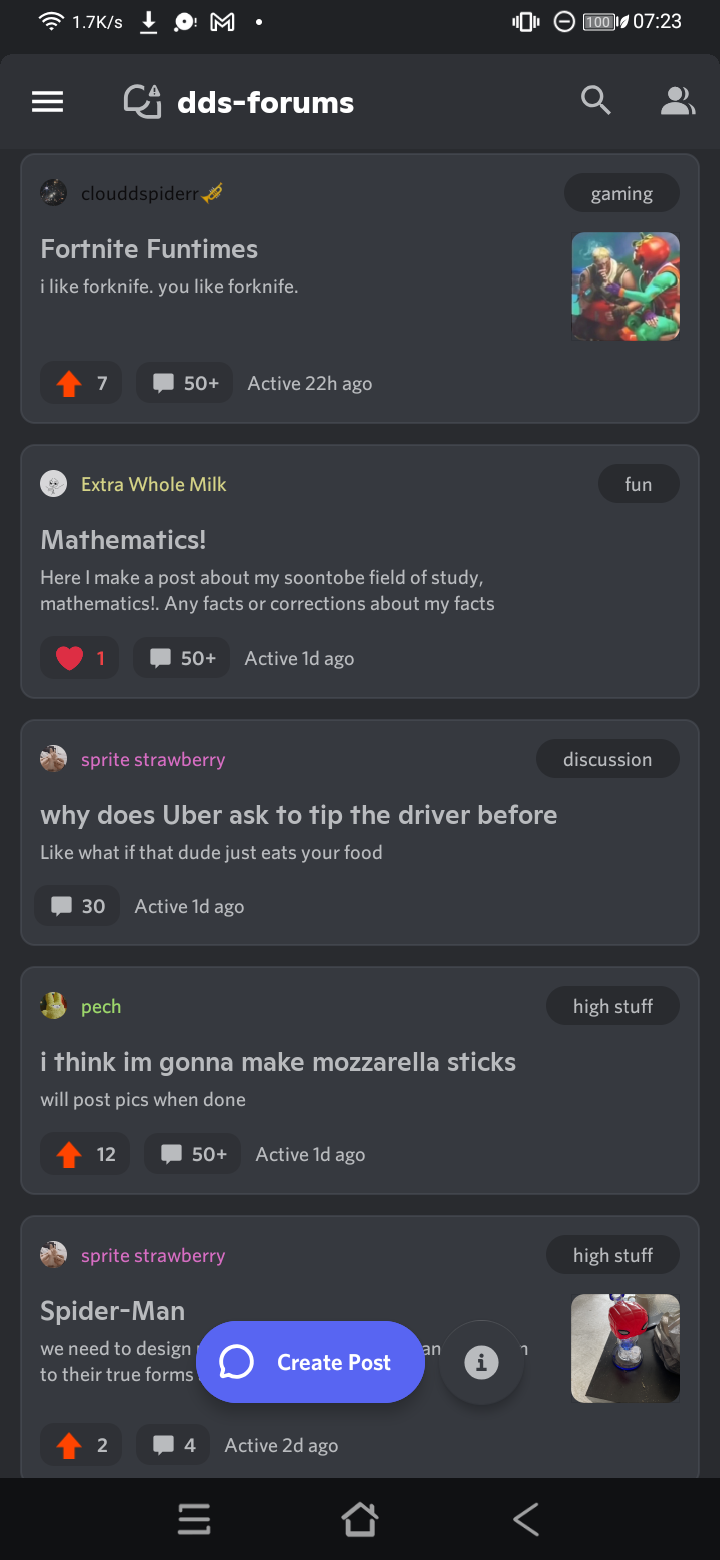 1.7K/s
100
07:23
dds-forums
clouddspiderr
gaming
Fortnite Funtimes
i like forknife. you like forknife.
7
50+
Active 22h ago
Extra Whole Milk
fun
Mathematics!
Here I make a post about my soontobe field of study,
mathematics!. Any facts or corrections about my facts
1
50+
Active 1d ago
sprite strawberry
discussion
why does Uber ask to tip the driver before
Like what if that dude just eats your food
30
Active 1d ago
pech
high stuff
i think im gonna make mozzarella sticks
will post pics when done
12
50+
Active 1d ago
sprite strawberry
high stuff
Spider-Man
we need to design
to their true forms
Create Post
2
4
Active 2d ago